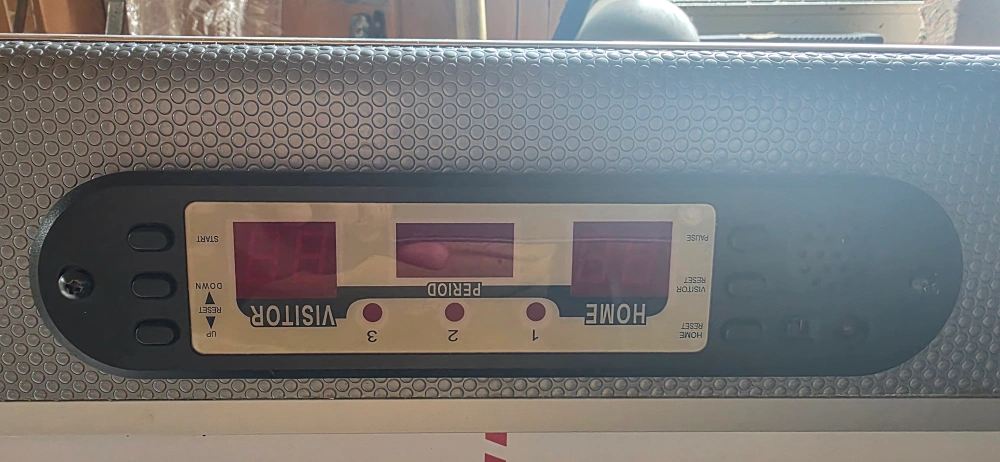 HOME
RESET
VISITOR
RESET
PAUSE
1 2 3
HOME
PERIOD
VISITOR
UP
RESET
DOWN
START